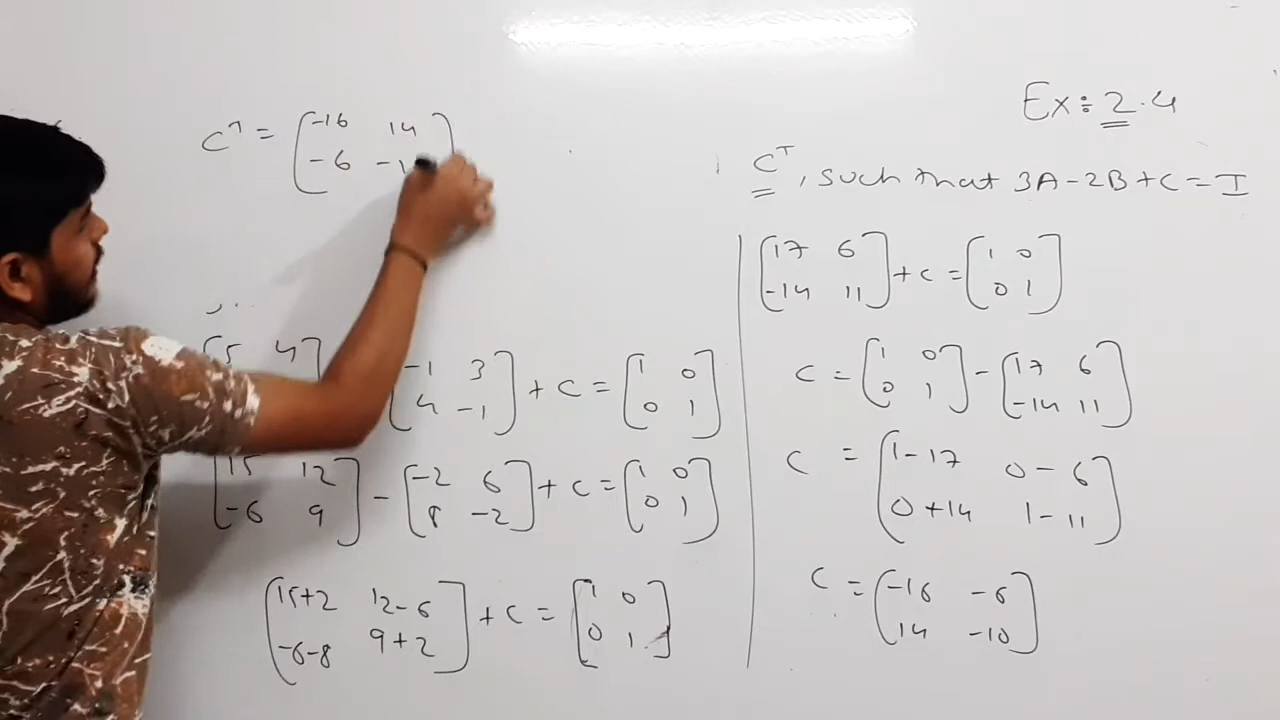 Ex: 2.4
C^T, such that 3A-2B+C=I
C^T = [-16 14
-6 -1
[5 4]
-1 3] + C = [1 0
4 -1] 0 1]
15 12] - [-2 6] + C = [1 0]
[-6 9] [8 -2] [0 1]
[15+2 12-6] + C = [1 0]
[-6-8 9+2] [0 1]
[17 6] + C = [1 0]
[-14 11] [0 1]
C = [1 0] - [17 6]
[0 1] [-14 11]
C = [1-17 0-6]
[0+14 1-11]
C = [-16 -6]
[14 -10]